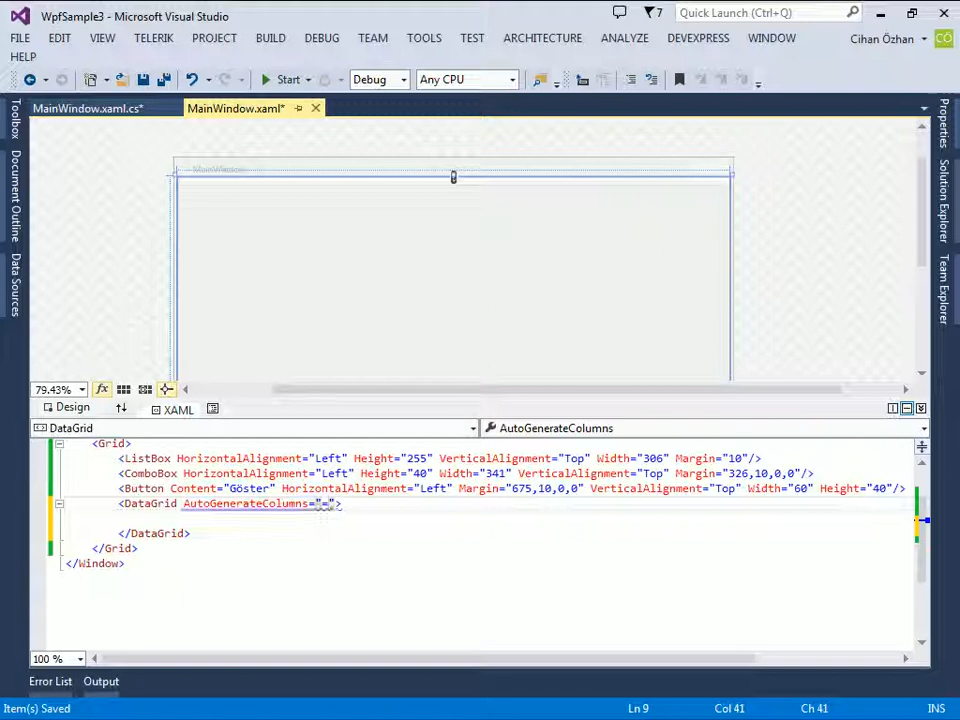 WpfSample3 - Microsoft Visual Studio
7
Quick Launch (Ctrl+Q)
FILE EDIT VIEW TELERIK PROJECT BUILD DEBUG TEAM TOOLS TEST ARCHITECTURE ANALYZE DEVEXPRESS WINDOW
Cihan Özhan
CÖ
HELP
Start
Debug
Any CPU
MainWindow.xaml.cs*
MainWindow.xaml*
Toolbox
Document Outline
Data Sources
Properties
Solution Explorer
Team Explorer
MainWindow
79.43%
fx
Design
XAML
DataGrid
AutoGenerateColumns
<Grid>
<ListBox HorizontalAlignment="Left" Height="255" VerticalAlignment="Top" Width="306" Margin="10"/>
<ComboBox HorizontalAlignment="Left" Height="40" Width="341" VerticalAlignment="Top" Margin="326,10,0,0"/>
<Button Content="Göster" HorizontalAlignment="Left" Margin="675,10,0,0" VerticalAlignment="Top" Width="60" Height="40"/>
<DataGrid AutoGenerateColumns="">
</DataGrid>
</Grid>
</Window>
100 %
Error List
Output
Item(s) Saved
Ln 9
Col 41
Ch 41
INS